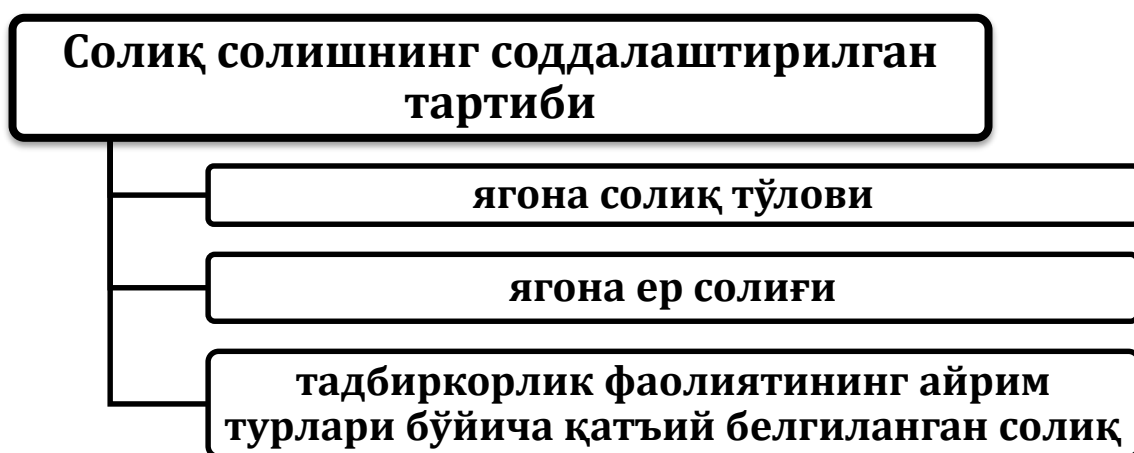 Солиқ солишнинг соддалаштирилган
тартиби
ягона солиқ тўлови
ягона ер солиғи
тадбиркорлик фаолиятининг айрим
турлари бўйича қатъий белгиланган солиқ